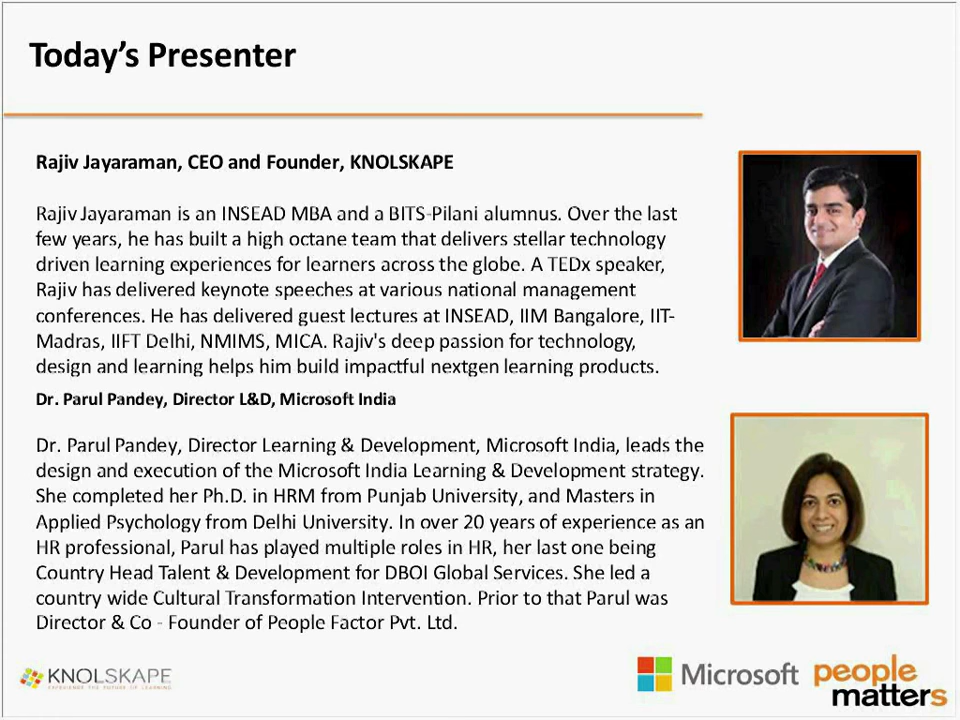 Today's Presenter
Rajiv Jayaraman, CEO and Founder, KNOLSKAPE
Rajiv Jayaraman is an INSEAD MBA and a BITS-Pilani alumnus. Over the last
few years, he has built a high octane team that delivers stellar technology
driven learning experiences for learners across the globe. A TEDx speaker,
Rajiv has delivered keynote speeches at various national management
conferences. He has delivered guest lectures at INSEAD, IIM Bangalore, IIT-
Madras, IIFT Delhi, NMIMS, MICA. Rajiv's deep passion for technology,
design and learning helps him build impactful nextgen learning products.
Dr. Parul Pandey, Director L&D, Microsoft India
Dr. Parul Pandey, Director Learning & Development, Microsoft India, leads the
design and execution of the Microsoft India Learning & Development strategy.
She completed her Ph.D. in HRM from Punjab University, and Masters in
Applied Psychology from Delhi University. In over 20 years of experience as an
HR professional, Parul has played multiple roles in HR, her last one being
Country Head Talent & Development for DBOI Global Services. She led a
country wide Cultural Transformation Intervention. Prior to that Parul was
Director & Co - Founder of People Factor Pvt. Ltd.
KNOLSKAPE
EXPERIENCE THE FUTURE OF LEARNING
Microsoft
people
matters